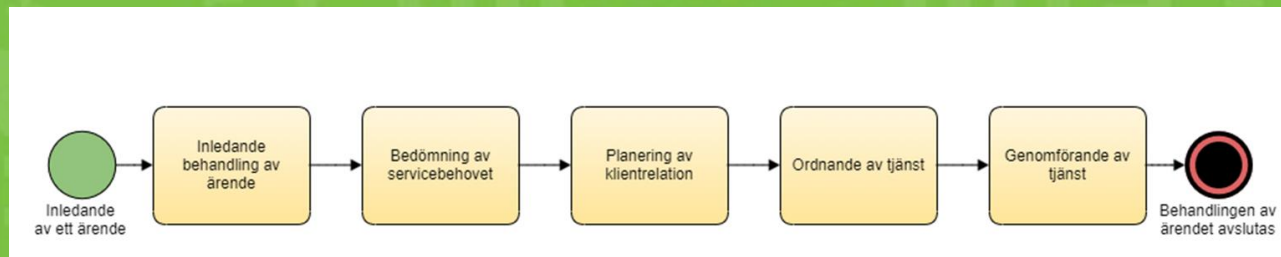 Inledande
av ett ärende
Inledande
behandling av
ärende
Bedömning av
servicebehovet
Planering av
klientrelation
Ordnande av tjänst
Genomförande av
tjänst
Behandlingen av
ärendet avslutas